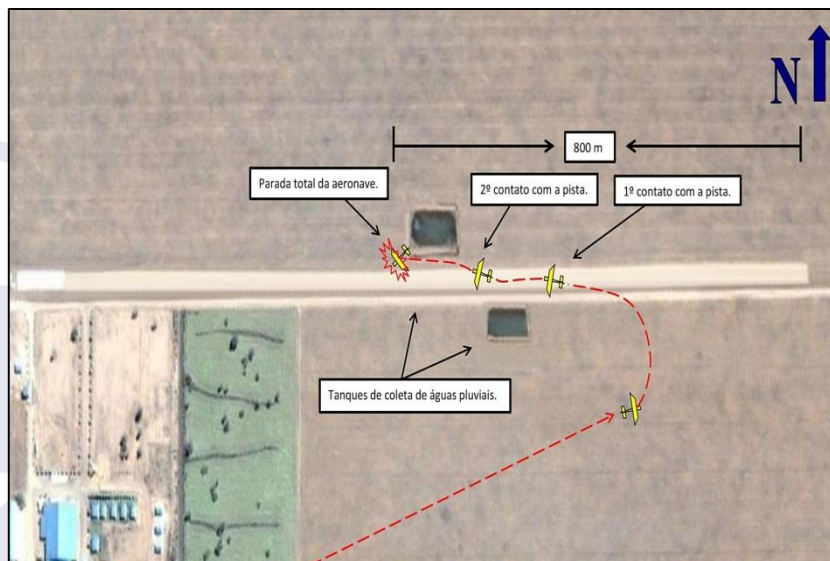 N
800 m
Parada total da aeronave.
2º contato com a pista.
1º contato com a pista.
Tanques de coleta de águas pluviais.